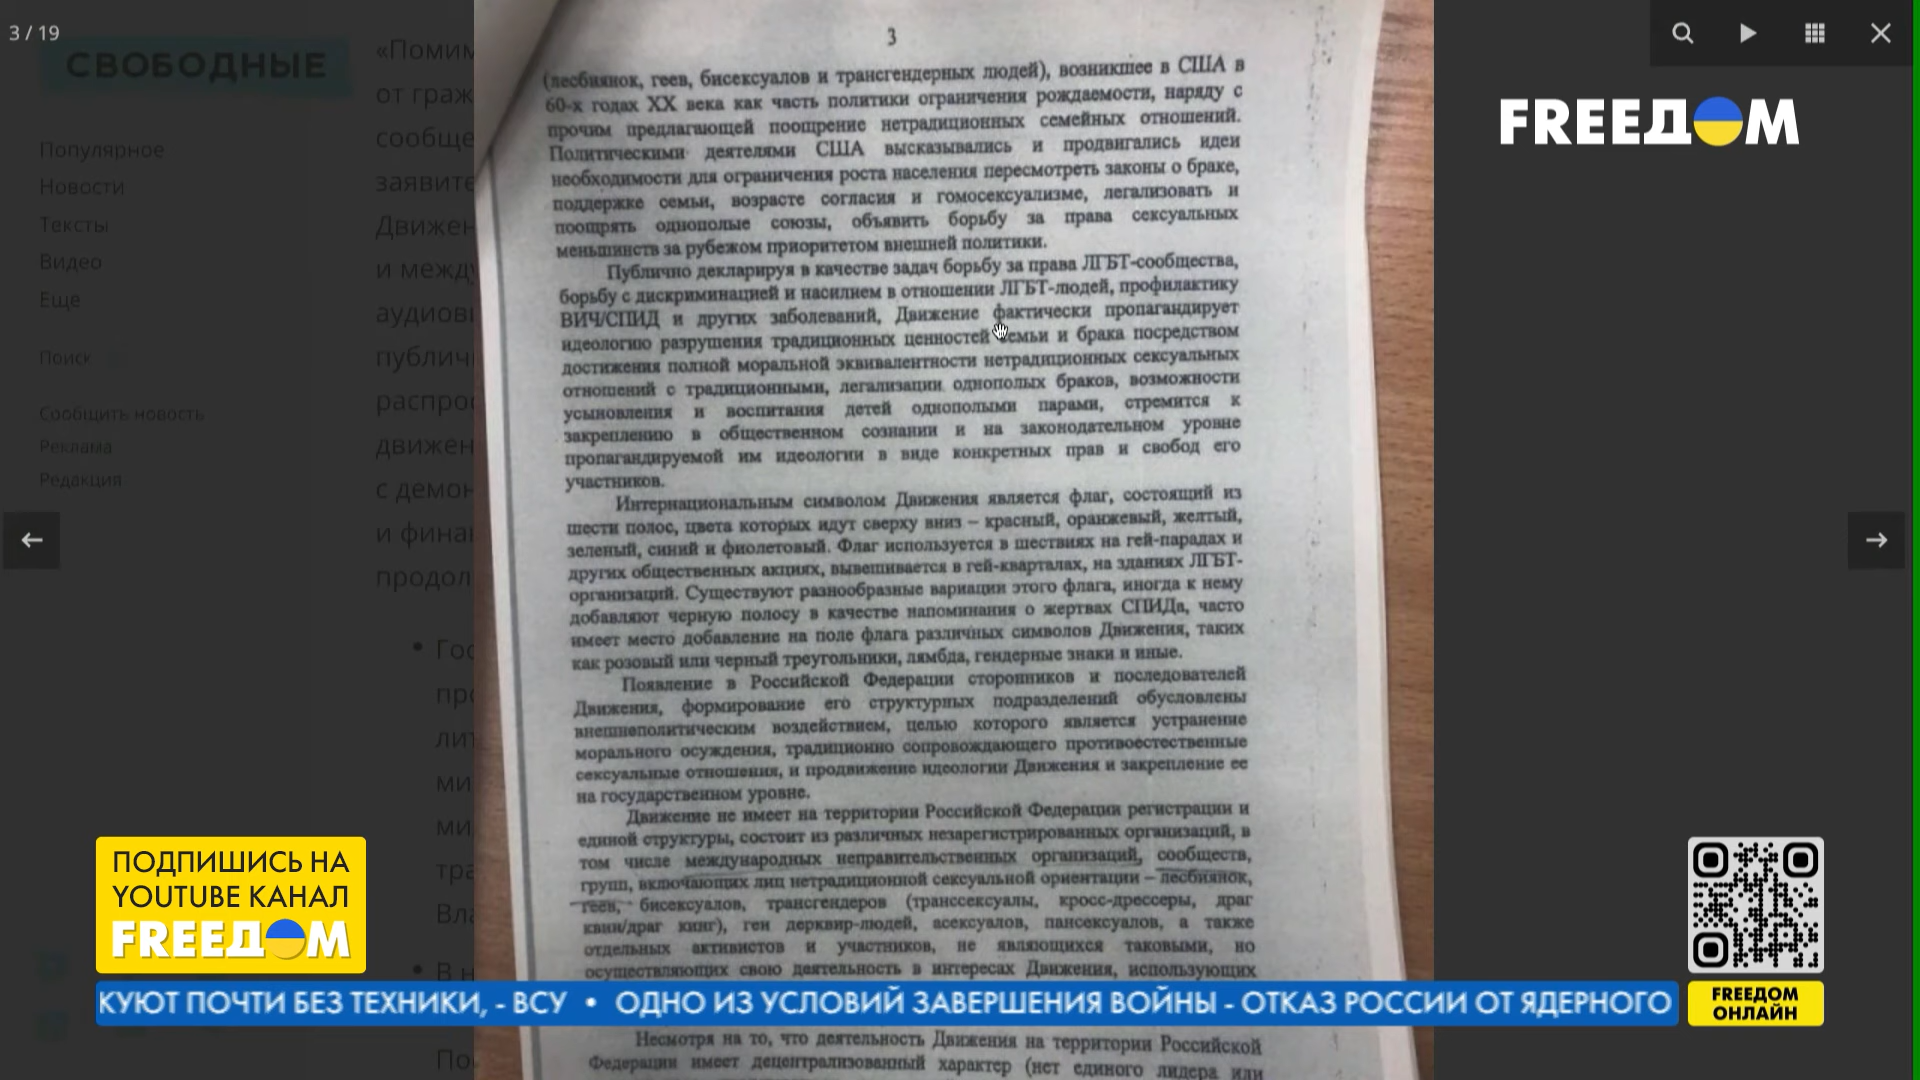 3 / 19
СВОБОДНЫЕ
Популярное
Новости
Тексты
Видео
Еще
Поиск
Сообщить новость
Реклама
Редакция
«Помим
от граж
сообще
заявите
Движен
и между
аудиови
публичн
распрос
движен
с демон
и финан
продол
• Гос
про
лит
ми
ми
тра
Вла
• В н
Пос
3
(лесбиянок, геев, бисексуалов и трансгендерных людей), возникшее в США в
60-х годах XX века как часть политики ограничения рождаемости, наряду с
прочим предлагающей поощрение нетрадиционных семейных отношений.
Политическими деятелями США высказывались и продвигались идеи
необходимости для ограничения роста населения пересмотреть законы о браке,
поддержке семьи, возрасте согласия и гомосексуализме, легализовать и
поощрять однополые союзы, объявить борьбу за права сексуальных
меньшинств за рубежом приоритетом внешней политики.
Публично декларируя в качестве задач борьбу за права ЛГБТ-сообщества,
борьбу с дискриминацией и насилием в отношении ЛГБТ-людей, профилактику
ВИЧ/СПИД и других заболеваний, Движение фактически пропагандирует
идеологию разрушения традиционных ценностей семьи и брака посредством
достижения полной моральной эквивалентности нетрадиционных сексуальных
отношений с традиционными, легализации однополых браков, возможности
усыновления и воспитания детей однополыми парами, стремится к
закреплению в общественном сознании и на законодательном уровне
пропагандируемой им идеологии в виде конкретных прав и свобод его
участников.
Интернациональным символом Движения является флаг, состоящий из
шести полос, цвета которых идут сверху вниз – красный, оранжевый, желтый,
зеленый, синий и фиолетовый. Флаг используется в шествиях на гей-парадах и
других общественных акциях, вывешивается в гей-кварталах, на зданиях ЛГБТ-
организаций. Существуют разнообразные вариации этого флага, иногда к нему
добавляют черную полосу в качестве напоминания о жертвах СПИДа, часто
имеет место добавление на поле флага различных символов Движения, таких
как розовый или черный треугольники, лямбда, гендерные знаки и иные.
Появление в Российской Федерации сторонников и последователей
Движения, формирование его структурных подразделений обусловлены
внешнеполитическим воздействием, целью которого является устранение
морального осуждения, традиционно сопровождающего противоестественные
сексуальные отношения, и продвижение идеологии Движения и закрепление ее
на государственном уровне.
Движение не имеет на территории Российской Федерации регистрации и
единой структуры, состоит из различных незарегистрированных организаций, в
том числе международных неправительственных организаций, сообществ,
групп, включающих лиц нетрадиционной сексуальной ориентации – лесбиянок,
геев, бисексуалов, трансгендеров (транссексуалы, кросс-дрессеры, драг
квин/драг кинг), ген дерквир-людей, асексуалов, пансексуалов, а также
отдельных активистов и участников, не являющихся таковыми, но
осуществляющих свою деятельность в интересах Движения, использующих
Несмотря на то, что деятельность Движения на территории Российской
Федерации имеет децентрализованный характер (нет единого лидера или
FREEДOM
ПОДПИШИСЬ НА
YOUTUBE КАНАЛ
FREEДOM
КУЮТ ПОЧТИ БЕЗ ТЕХНИКИ, - ВСУ • ОДНО ИЗ УСЛОВИЙ ЗАВЕРШЕНИЯ ВОЙНЫ - ОТКАЗ РОССИИ ОТ ЯДЕРНОГО
FREEДOM
ОНЛАЙН